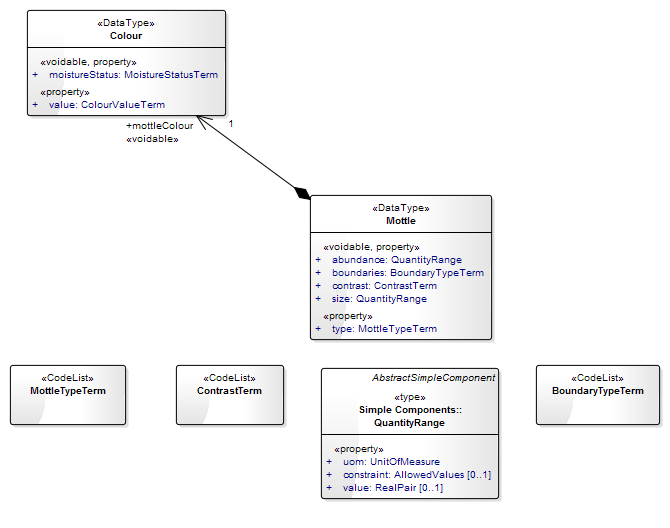 «DataType»
Colour
«voidable, property»
+ moistureStatus: MoistureStatusTerm
«property»
+ value: ColourValueTerm
+mottleColour
1
«voidable»
«DataType»
Mottle
«voidable, property»
+ abundance: QuantityRange
+ boundaries: BoundaryTypeTerm
+ contrast: ContrastTerm
+ size: QuantityRange
«property»
+ type: MottleTypeTerm
«CodeList»
MottleTypeTerm
«CodeList»
ContrastTerm
AbstractSimpleComponent
«type»
Simple Components::
QuantityRange
«property»
+ uom: UnitOfMeasure
+ constraint: AllowedValues [0..1]
+ value: RealPair [0..1]
«CodeList»
BoundaryTypeTerm